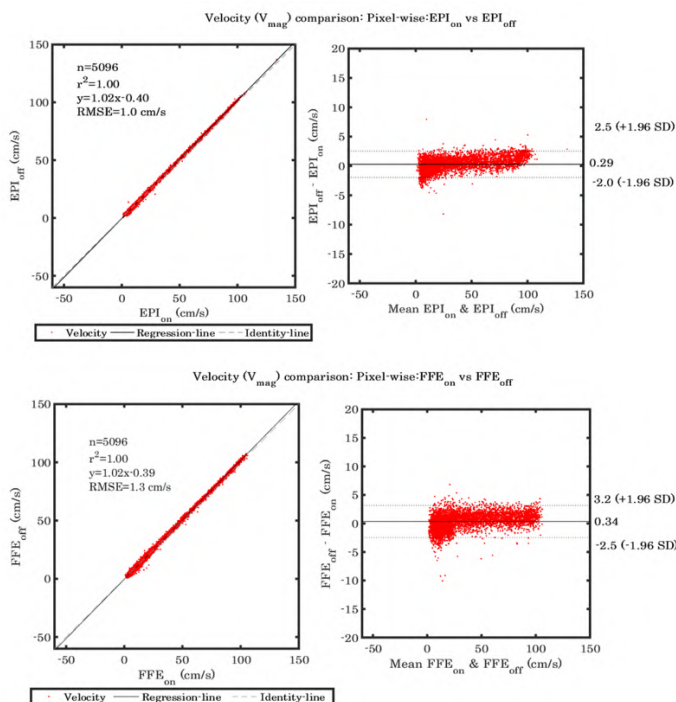 Velocity (Vmag) comparison: Pixel-wise:EPIon vs EPIoff
150
100
50
0
-50
EPIoff (cm/s)
n=5096
r²=1.00
y=1.02x-0.40
RMSE=1.0 cm/s
-50 0 50 100 150
EPIon (cm/s)
Velocity Regression-line Identity-line
20
15
10
5
0
-5
-10
-15
-20
EPIoff - EPIon (cm/s)
2.5 (+1.96 SD)
0.29
-2.0 (-1.96 SD)
-50 0 50 100 150
Mean EPIon & EPIoff (cm/s)
Velocity (Vmag) comparison: Pixel-wise:FFEon vs FFEoff
150
100
50
0
-50
FFEoff (cm/s)
n=5096
r²=1.00
y=1.02x-0.39
RMSE=1.3 cm/s
-50 0 50 100 150
FFEon (cm/s)
Velocity Regression-line Identity-line
20
15
10
5
0
-5
-10
-15
-20
FFEoff - FFEon (cm/s)
3.2 (+1.96 SD)
0.34
-2.5 (-1.96 SD)
-50 0 50 100 150
Mean FFEon & FFEoff (cm/s)